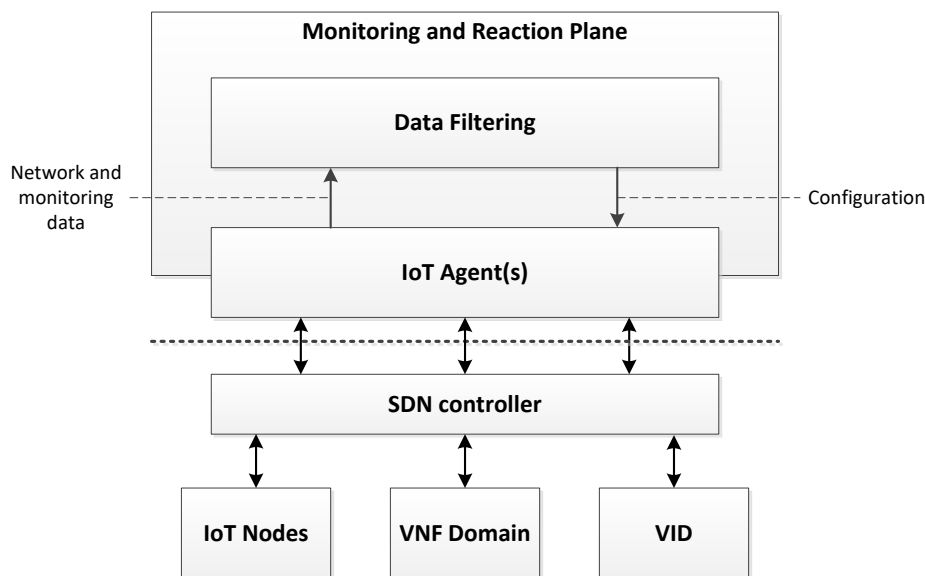 Monitoring and Reaction Plane
Data Filtering
Network and
monitoring
data
Configuration
IoT Agent(s)
SDN controller
IoT Nodes
VNF Domain
VID